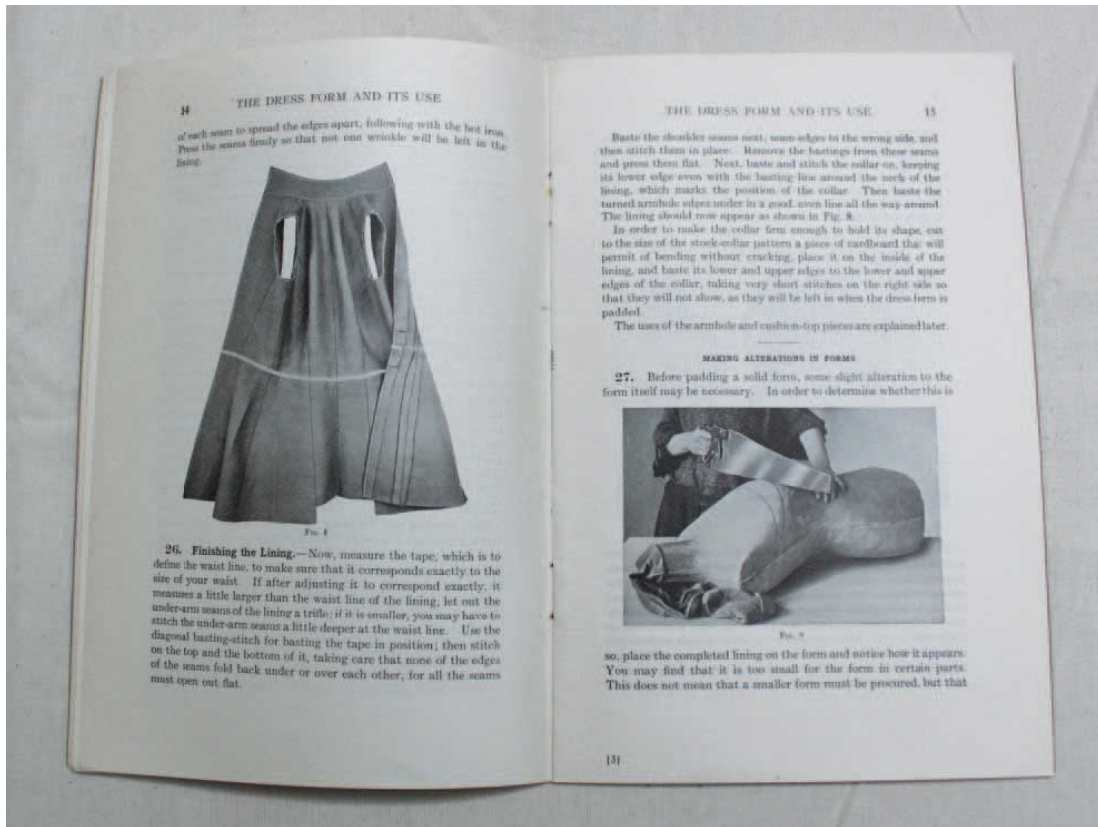 14
THE DRESS FORM AND ITS USE
of each seam to spread the edges apart, following with the hot iron.
Press the seams firmly so that not one wrinkle will be left in the
lining.
Fig. 8
26. Finishing the Lining.—Now, measure the tape, which is to
define the waist line, to make sure that it corresponds exactly to the
size of your waist. If after adjusting it to correspond exactly, it
measures a little larger than the waist line of the lining, let out the
under-arm seams of the lining a trifle; if it is smaller, you may have to
stitch the under-arm seams a little deeper at the waist line. Use the
diagonal basting-stitch for basting the tape in position; then stitch
on the top and the bottom of it, taking care that none of the edges
of the seams fold back under or over each other; for all the seams
must open out flat.
THE DRESS FORM AND ITS USE
15
Baste the shoulder seams next, seam edges to the wrong side, and
then stitch them in place. Remove the bastings from these seams
and press them flat. Next, baste and stitch the collar on, keeping
its lower edge even with the basting line around the neck of the
lining, which marks the position of the collar. Then baste the
turned armhole edges under in a good, even line all the way around.
The lining should now appear as shown in Fig. 8.
In order to make the collar firm enough to hold its shape, cut
to the size of the stock-collar pattern a piece of cardboard that will
permit of bending without cracking, place it on the inside of the
lining, and baste its lower and upper edges to the lower and upper
edges of the collar, taking very short stitches on the right side so
that they will not show, as they will be left in when the dress form is
padded.
The uses of the armhole and cushion-top pieces are explained later.
MAKING ALTERATIONS IN FORMS
27. Before padding a solid form, some slight alteration to the
form itself may be necessary. In order to determine whether this is
Fig. 9
so, place the completed lining on the form and notice how it appears.
You may find that it is too small for the form in certain parts.
This does not mean that a smaller form must be procured, but that
[3]